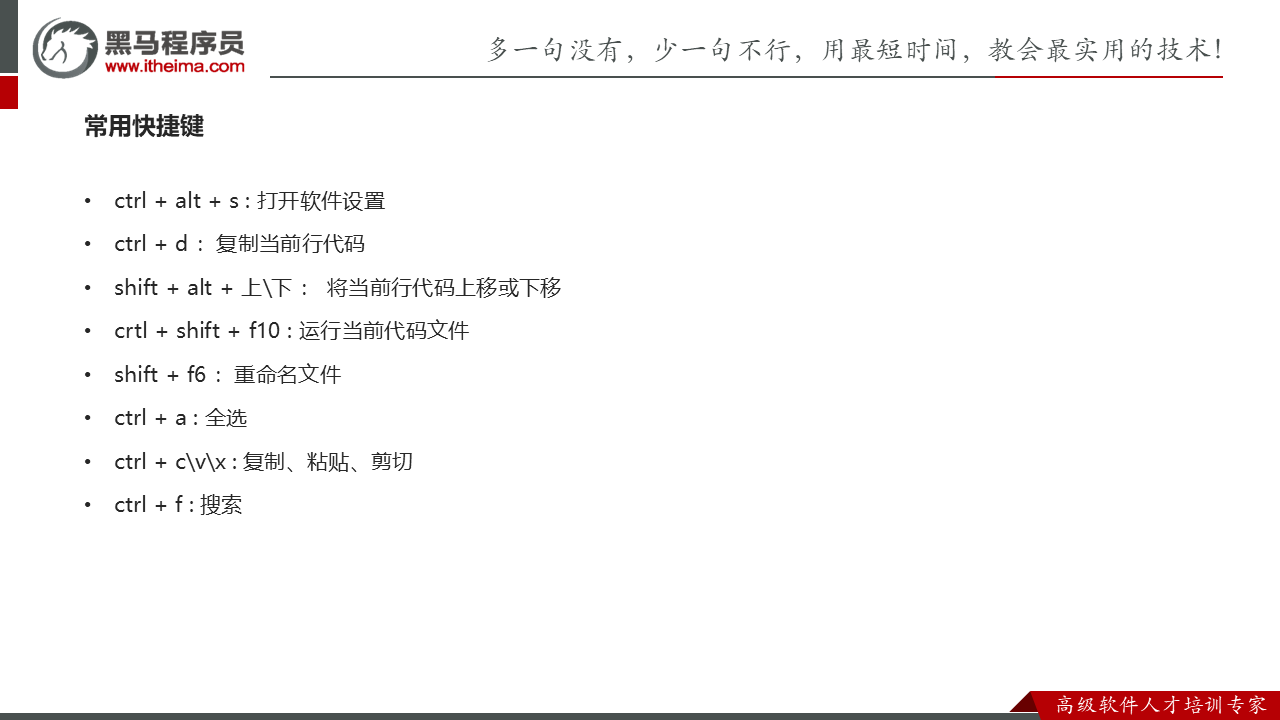 黑马程序员
www.itheima.com
多一句没有，少一句不行，用最短时间，教会最实用的技术！
常用快捷键
• ctrl + alt + s : 打开软件设置
• ctrl + d ： 复制当前行代码
• shift + alt + 上\下 ： 将当前行代码上移或下移
• crtl + shift + f10 : 运行当前代码文件
• shift + f6 ： 重命名文件
• ctrl + a : 全选
• ctrl + c\v\x : 复制、粘贴、剪切
• ctrl + f : 搜索
高级软件人才培训专家